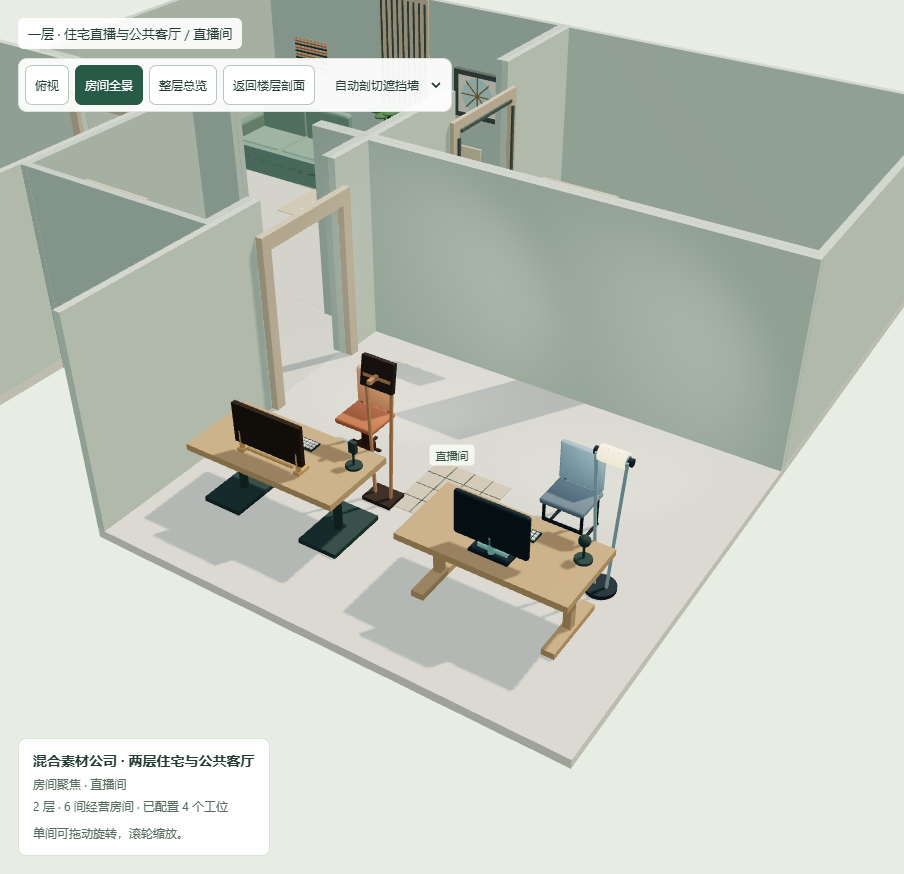 一层 · 住宅直播与公共客厅 / 直播间
俯视 房间全景 整层总览 返回楼层剖面 自动剖切遮挡墙
直播间
混合素材公司 · 两层住宅与公共客厅
房间聚焦 · 直播间
2 层 · 6 间经营房间 · 已配置 4 个工位
单间可拖动旋转，滚轮缩放。